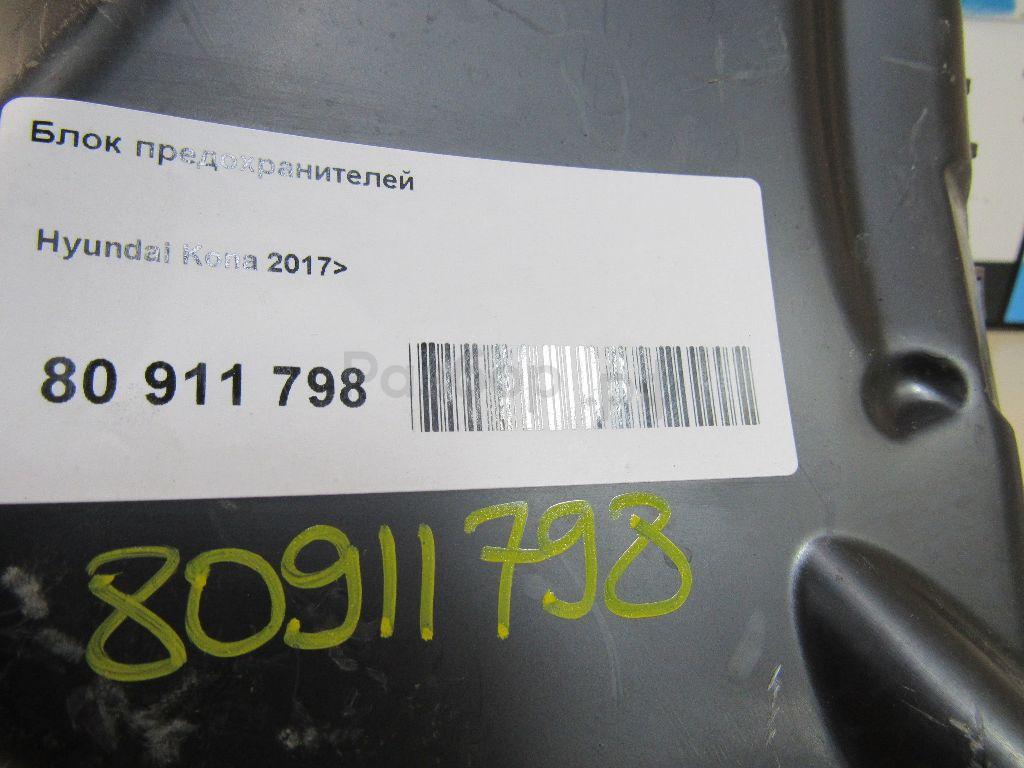 Блок предохранителей
Hyundai Kona 2017>
80 911 798
80911798